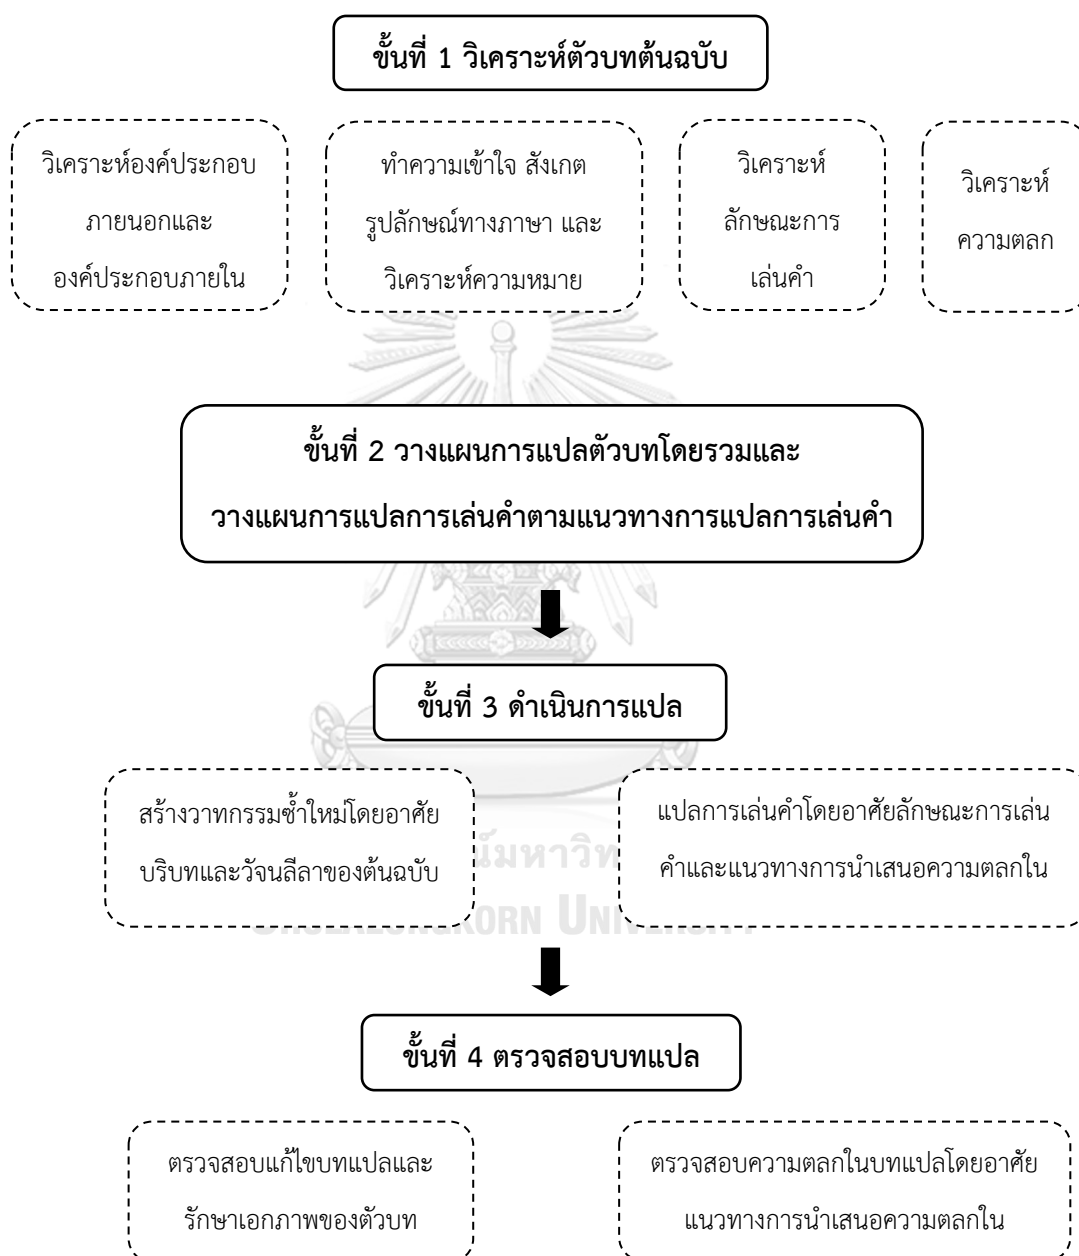 ขั้นที่ 1 วิเคราะห์ตัวบทต้นฉบับ
วิเคราะห์องค์ประกอบ
ภายนอกและ
องค์ประกอบภายใน
ทำความเข้าใจ สังเกต
รูปลักษณ์ทางภาษา และ
วิเคราะห์ความหมาย
วิเคราะห์
ลักษณะการ
เล่นคำ
วิเคราะห์
ความตลก
ขั้นที่ 2 วางแผนการแปลตัวบทโดยรวมและ
วางแผนการแปลการเล่นคำตามแนวทางการแปลการเล่นคำ
ขั้นที่ 3 ดำเนินการแปล
สร้างวาทกรรมซ้ำใหม่โดยอาศัย
บริบทและวัจนลีลาของต้นฉบับ
แปลการเล่นคำโดยอาศัยลักษณะการเล่น
คำและแนวทางการนำเสนอความตลกใน
ขั้นที่ 4 ตรวจสอบบทแปล
ตรวจสอบแก้ไขบทแปลและ
รักษาเอกภาพของตัวบท
ตรวจสอบความตลกในบทแปลโดยอาศัย
แนวทางการนำเสนอความตลกใน